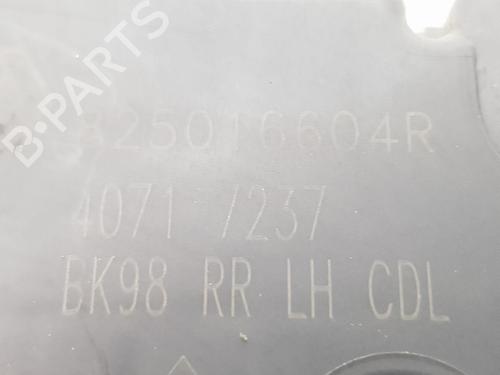 B-PARTS
825016604R
4071 7237
BK98 RR LH CDL